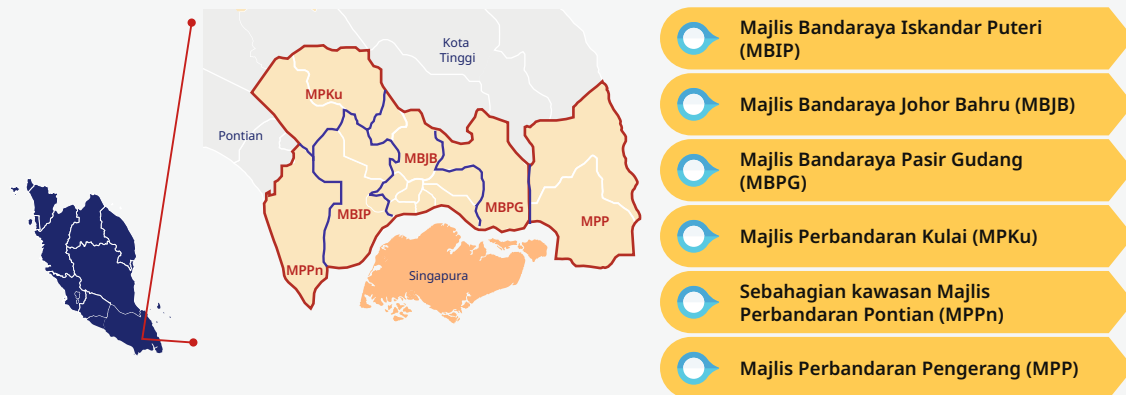 Kota
Tinggi
MPKu
Pontian
MBJB
MBIP
MBPG
MPP
MPPn
Singapura
Majlis Bandaraya Iskandar Puteri
(MBIP)
Majlis Bandaraya Johor Bahru (MBJB)
Majlis Bandaraya Pasir Gudang
(MBPG)
Majlis Perbandaran Kulai (MPKu)
Sebahagian kawasan Majlis
Perbandaran Pontian (MPPn)
Majlis Perbandaran Pengerang (MPP)